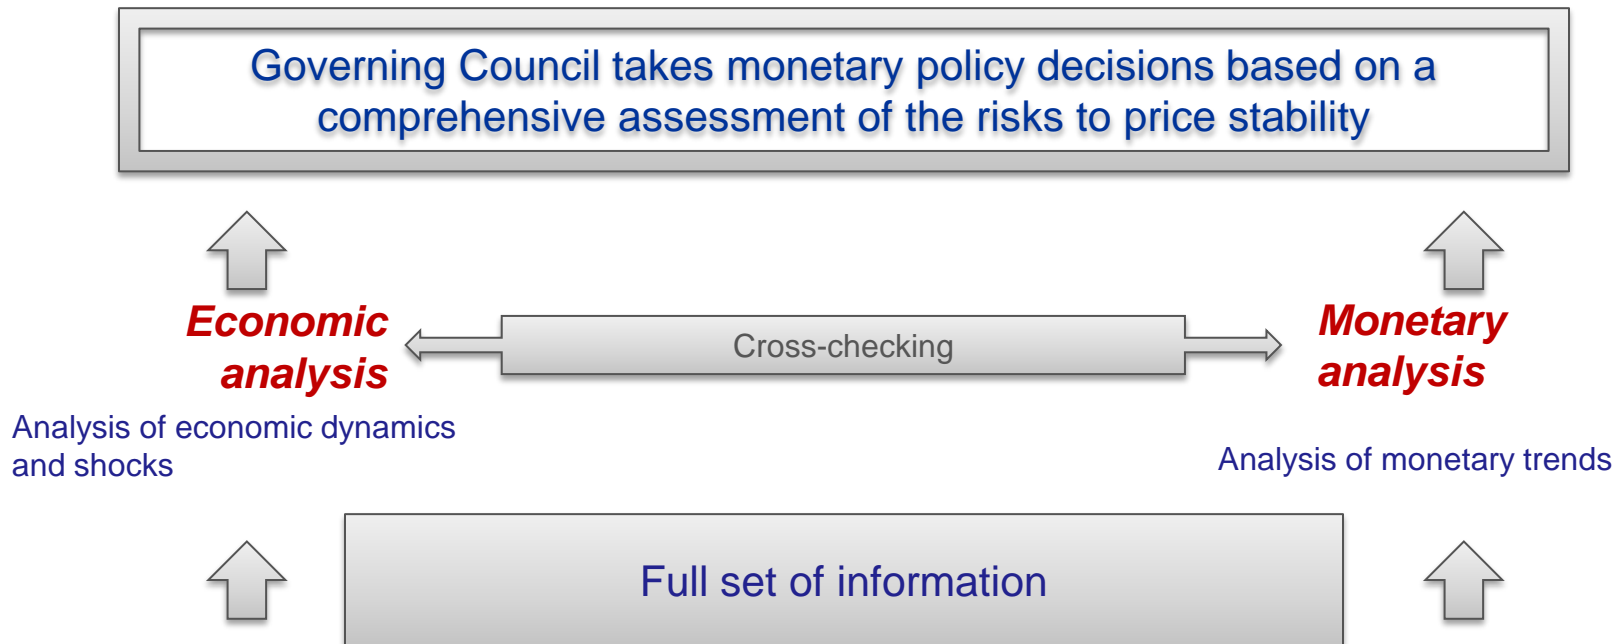 Governing Council takes monetary policy decisions based on a
comprehensive assessment of the risks to price stability
Economic
analysis
Cross-checking
Monetary
analysis
Analysis of economic dynamics
and shocks
Analysis of monetary trends
Full set of information